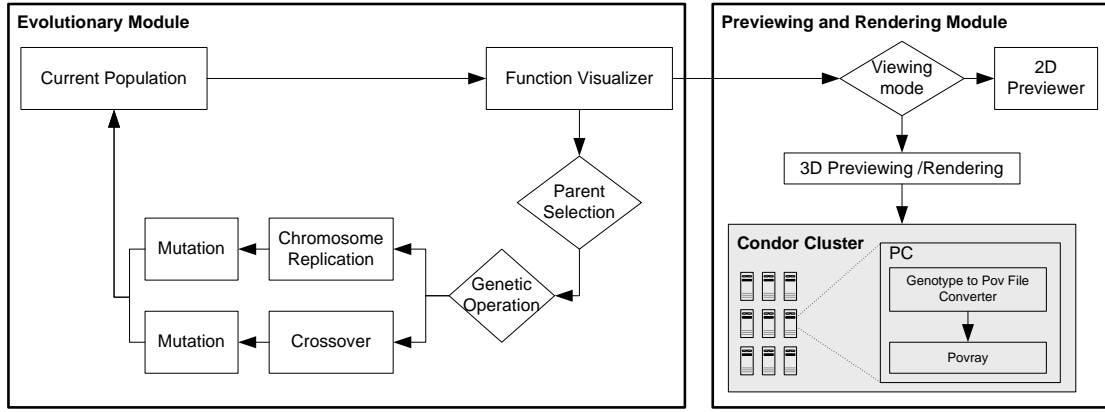 Evolutionary Module
Current Population
Function Visualizer
Parent
Selection
Genetic
Operation
Chromosome
Replication
Mutation
Crossover
Mutation
Previewing and Rendering Module
Viewing
mode
2D
Previewer
3D Previewing /Rendering
Condor Cluster
PC
Genotype to Pov File
Converter
Povray